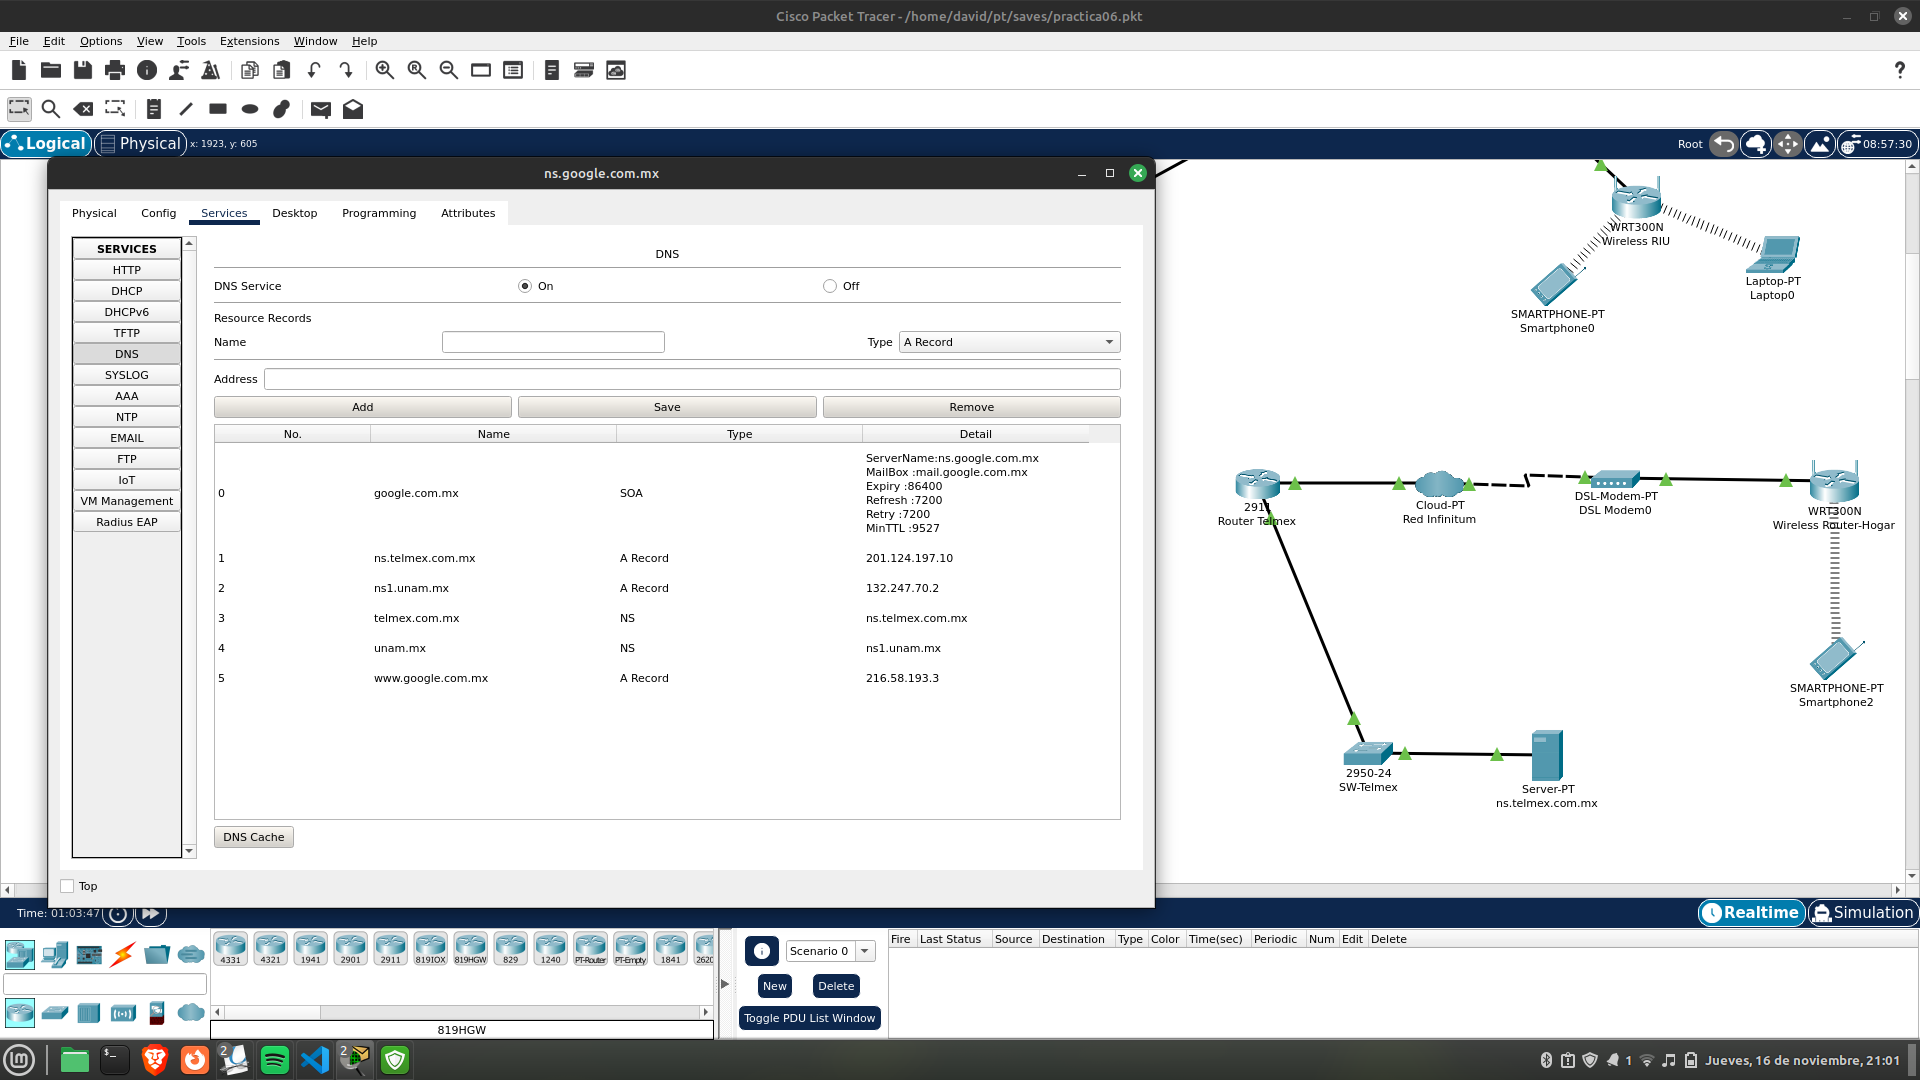 Cisco Packet Tracer - /home/david/pt/saves/practica06.pkt
File Edit Options View Tools Extensions Window Help
?
Logical Physical x: 1923, y: 605
Root 08:57:30
ns.google.com.mx
Physical Config Services Desktop Programming Attributes
SERVICES
HTTP
DHCP
DHCPv6
TFTP
DNS
SYSLOG
AAA
NTP
EMAIL
FTP
IoT
VM Management
Radius EAP
DNS
DNS Service On Off
Resource Records
Name Type A Record
Address
Add Save Remove
No. Name Type Detail
0 google.com.mx SOA
ServerName:ns.google.com.mx
MailBox :mail.google.com.mx
Expiry :86400
Refresh :7200
Retry :7200
MinTTL :9527
1 ns.telmex.com.mx A Record 201.124.197.10
2 ns1.unam.mx A Record 132.247.70.2
3 telmex.com.mx NS ns.telmex.com.mx
4 unam.mx NS ns1.unam.mx
5 www.google.com.mx A Record 216.58.193.3
DNS Cache
Top
WRT300N
Wireless RIU
Laptop-PT
Laptop0
SMARTPHONE-PT
Smartphone0
2911
Router Telmex
Cloud-PT
Red Infinitum
DSL-Modem-PT
DSL Modem0
WRT300N
Wireless Router-Hogar
SMARTPHONE-PT
Smartphone2
2950-24
SW-Telmex
Server-PT
ns.telmex.com.mx
Time: 01:03:47
Realtime Simulation
4331 4321 1941 2901 2911 819IOX 819HGW 829 1240 PT-Router PT-Empty 1841 2620
819HGW
Scenario 0
New Delete
Toggle PDU List Window
Fire Last Status Source Destination Type Color Time(sec) Periodic Num Edit Delete
2
2
1
Jueves, 16 de noviembre, 21:01